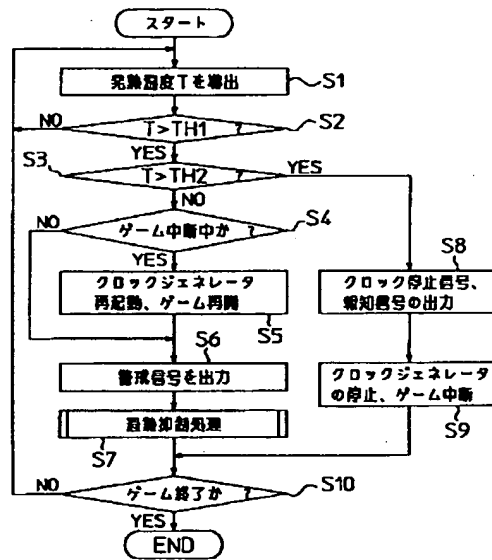 スタート
発熱温度Tを導出
S1
T>TH1 ?
S2
NO
YES
S3
T>TH2 ?
YES
NO
ゲーム中断中か ?
S4
NO
YES
クロックジェネレータ
再起動、ゲーム再開
S5
S8
クロック停止信号、
報知信号の出力
S6
警戒信号を出力
クロックジェネレータ
の停止、ゲーム中断
S9
発熱抑制処理
S7
ゲーム終了か ?
S10
NO
YES
END